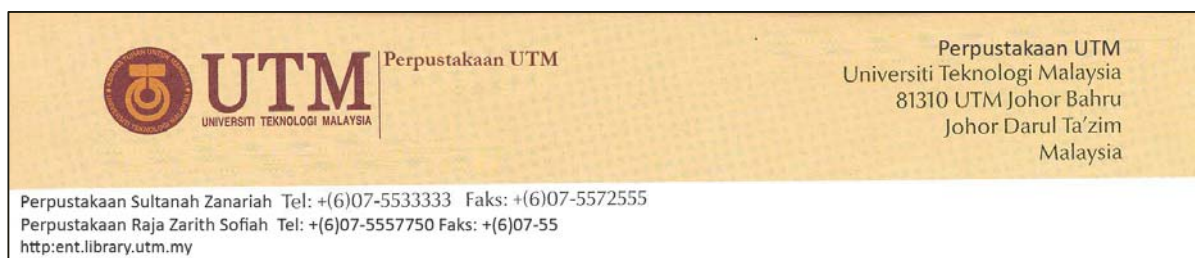 UTM
UNIVERSITI TEKNOLOGI MALAYSIA
Perpustakaan UTM
Perpustakaan UTM
Universiti Teknologi Malaysia
81310 UTM Johor Bahru
Johor Darul Ta'zim
Malaysia
Perpustakaan Sultanah Zanariah Tel: +(6)07-5533333 Faks: +(6)07-5572555
Perpustakaan Raja Zarith Sofiah Tel: +(6)07-5557750 Faks: +(6)07-55
http:ent.library.utm.my